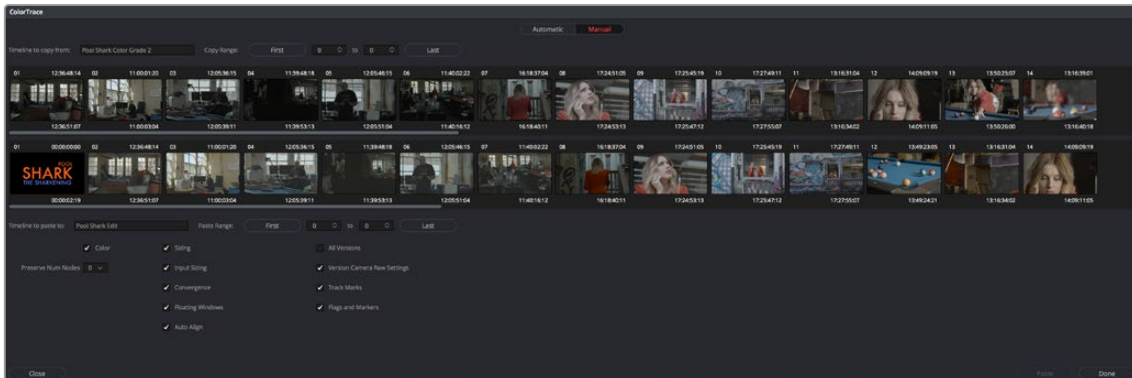 ColorTrace
Automatic Manual
Timeline to copy from: Pool Shark Color Grade 2 Copy Range: First 0 to 0 Last
01 12:36:48:14 02 11:00:01:20 03 12:05:36:15 04 11:39:48:18 05 12:05:46:15 06 11:40:02:22 07 16:18:37:04 08 17:24:51:05 09 17:25:45:19 10 17:27:49:11 11 13:16:31:04 12 14:09:09:19 13 13:50:25:07 14 13:16:39:01
12:36:51:07 11:00:03:04 12:05:39:11 11:39:53:13 12:05:51:04 11:40:16:12 16:18:40:11 17:24:53:13 17:25:47:12 17:27:55:07 13:16:34:02 14:09:11:05 13:50:26:00 13:16:40:18
01 00:00:00:00 02 12:36:48:14 03 11:00:01:20 04 12:05:36:15 05 11:39:48:18 06 12:05:46:15 07 11:40:02:22 08 16:18:37:04 09 17:24:51:05 10 17:25:45:19 11 17:27:49:11 12 13:49:23:05 13 13:16:31:04 14 14:09:09:19
POOL
SHARK
THE SHARKENING
00:00:02:19 12:36:51:07 11:00:03:04 12:05:39:11 11:39:53:13 12:05:51:04 11:40:16:12 16:18:40:11 17:24:53:13 17:25:47:12 17:27:55:07 13:49:24:21 13:16:34:02 14:09:11:05
Timeline to paste to: Pool Shark Edit Paste Range: First 0 to 0 Last
Color Sizing All Versions
Preserve Num Nodes 0 Input Sizing Version Camera Raw Settings
Convergence Track Marks
Floating Windows Flags and Markers
Auto Align
Close Paste Done